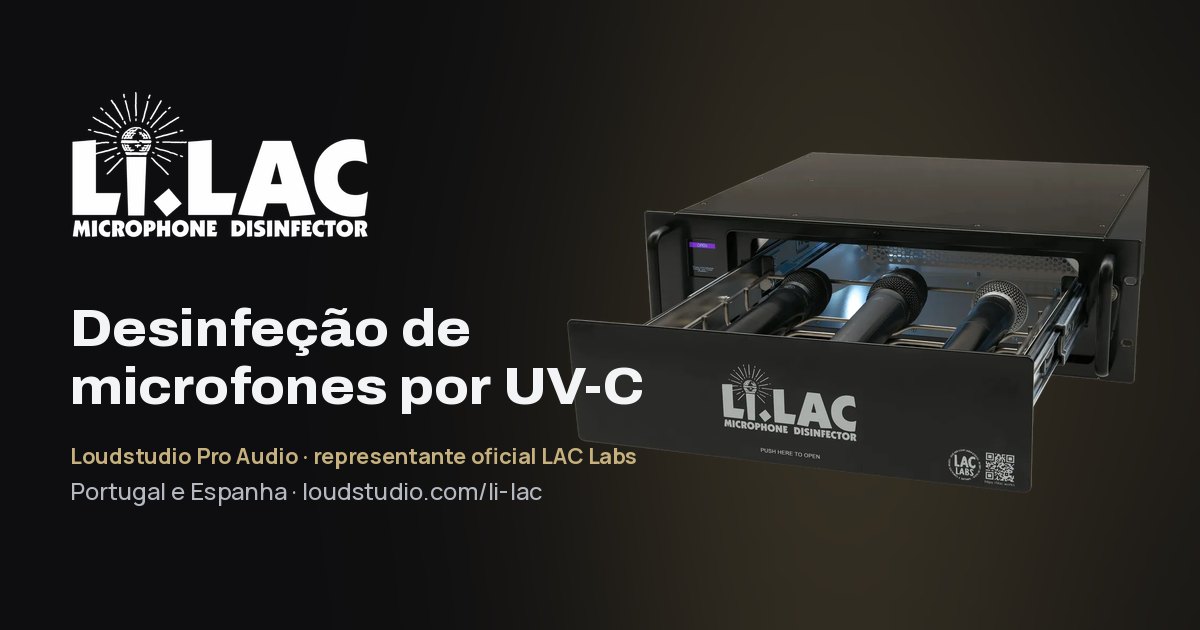 LI.LAC
MICROPHONE DISINFECTOR
Desinfeção de
microfones por UV-C
Loudstudio Pro Audio · representante oficial LAC Labs
Portugal e Espanha · loudstudio.com/li-lac
OPEN
LI.LAC
MICROPHONE DISINFECTOR
PUSH HERE TO OPEN
LAC
LABS